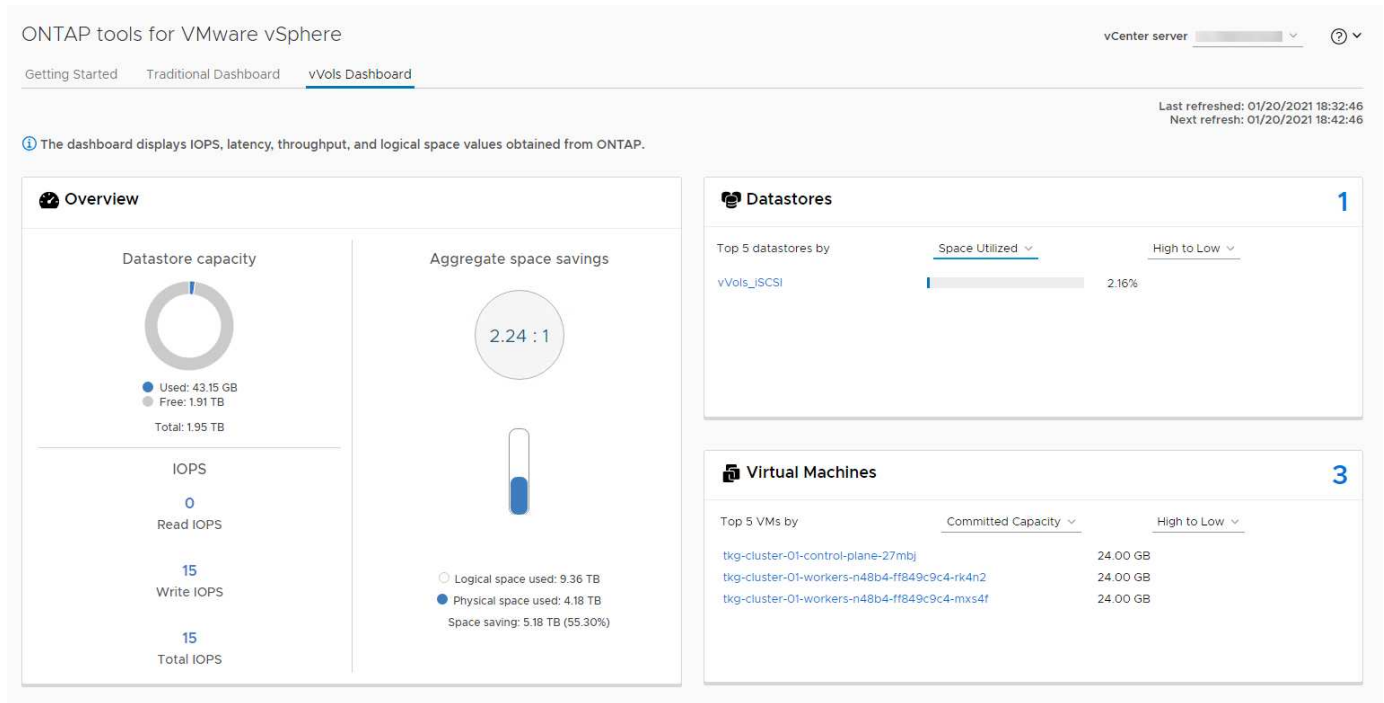 ONTAP tools for VMware vSphere
vCenter server
Getting Started Traditional Dashboard vVols Dashboard
Last refreshed: 01/20/2021 18:32:46
Next refresh: 01/20/2021 18:42:46
The dashboard displays IOPS, latency, throughput, and logical space values obtained from ONTAP.
Overview
Datastore capacity
Used: 43.15 GB
Free: 1.91 TB
Total: 1.95 TB
IOPS
0
Read IOPS
15
Write IOPS
15
Total IOPS
Aggregate space savings
2.24 : 1
Logical space used: 9.36 TB
Physical space used: 4.18 TB
Space saving: 5.18 TB (55.30%)
Datastores 1
Top 5 datastores by Space Utilized High to Low
vVols_iSCSI 2.16%
Virtual Machines 3
Top 5 VMs by Committed Capacity High to Low
tkg-cluster-01-control-plane-27mbj 24.00 GB
tkg-cluster-01-workers-n48b4-ff849c9c4-rk4n2 24.00 GB
tkg-cluster-01-workers-n48b4-ff849c9c4-mxs4f 24.00 GB